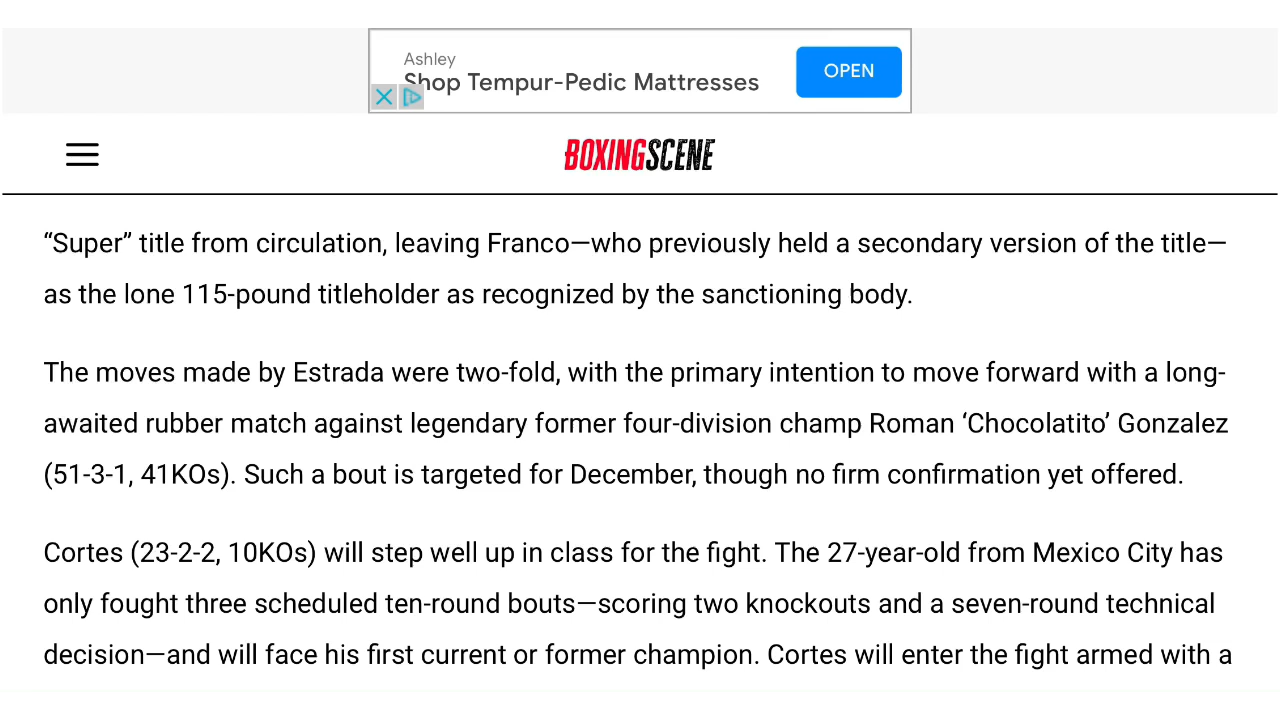 Ashley
Shop Tempur-Pedic Mattresses
OPEN
BOXINGSCENE
“Super” title from circulation, leaving Franco—who previously held a secondary version of the title—
as the lone 115-pound titleholder as recognized by the sanctioning body.
The moves made by Estrada were two-fold, with the primary intention to move forward with a long-
awaited rubber match against legendary former four-division champ Roman ‘Chocolatito’ Gonzalez
(51-3-1, 41KOs). Such a bout is targeted for December, though no firm confirmation yet offered.
Cortes (23-2-2, 10KOs) will step well up in class for the fight. The 27-year-old from Mexico City has
only fought three scheduled ten-round bouts—scoring two knockouts and a seven-round technical
decision—and will face his first current or former champion. Cortes will enter the fight armed with a